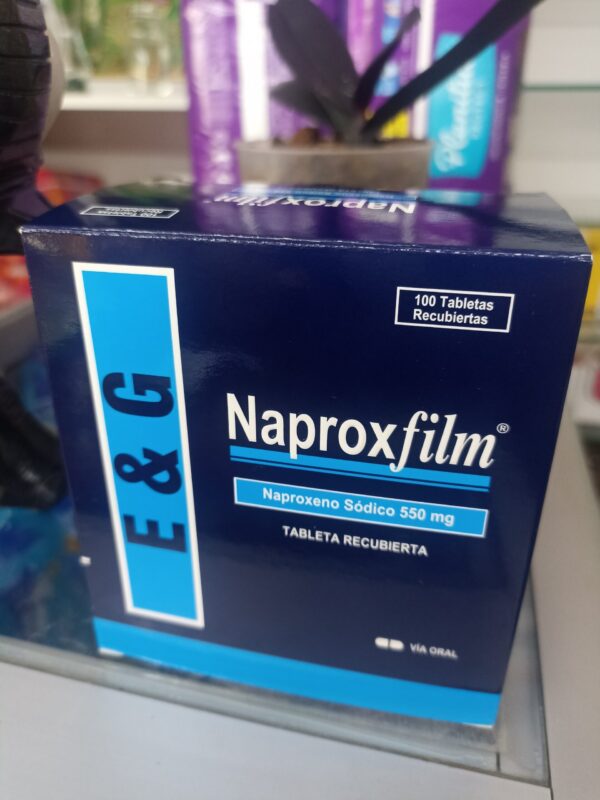 Naproxfilm
100 Tabletas
Recubiertas
E & G
Naproxfilm®
Naproxeno Sódico 550 mg
TABLETA RECUBIERTA
VÍA ORAL